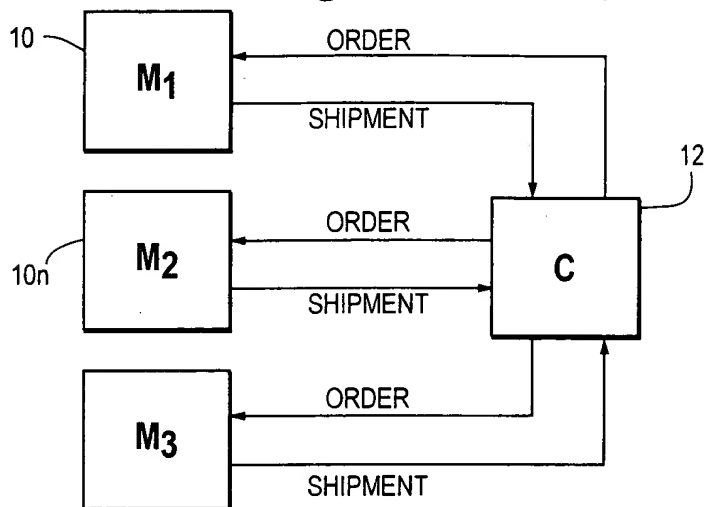 10
M1
ORDER
SHIPMENT
12
10n
M2
ORDER
SHIPMENT
C
M3
ORDER
SHIPMENT